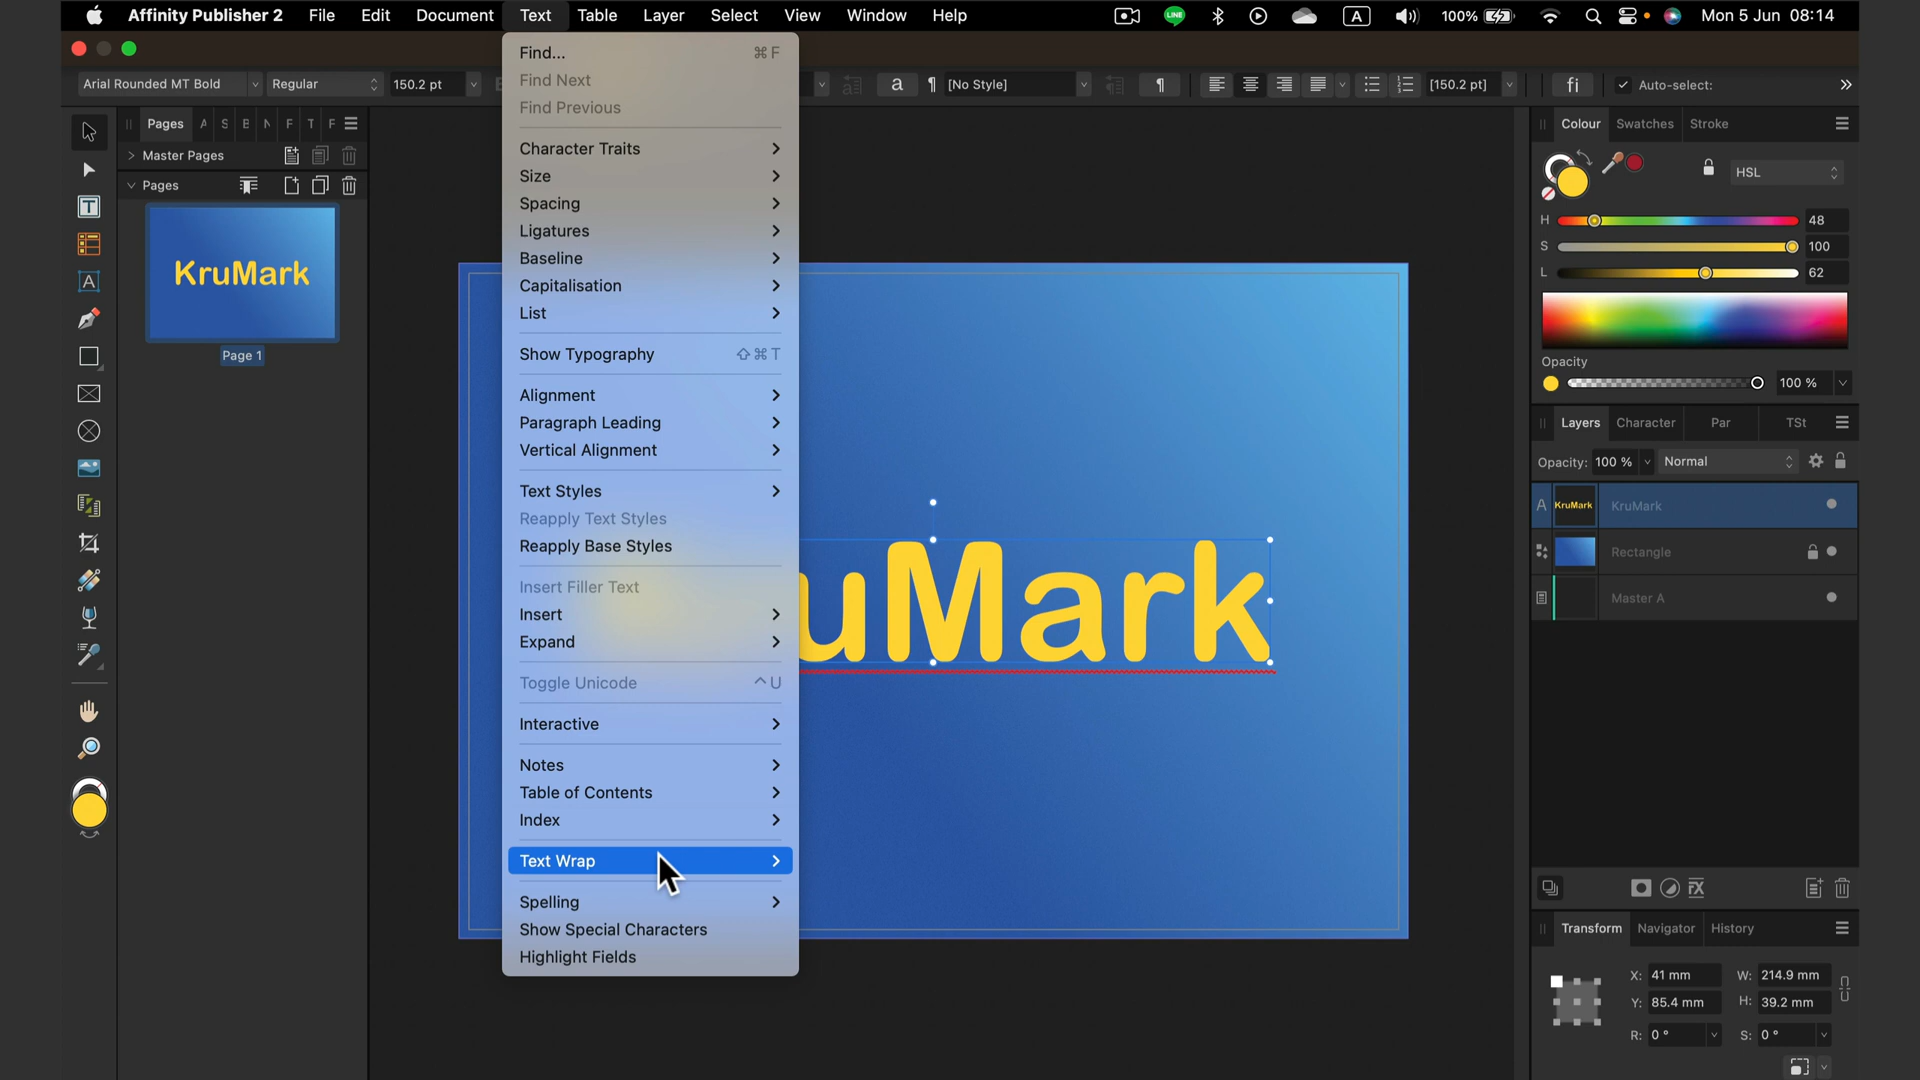 Affinity Publisher 2 File Edit Document Text Table Layer Select View Window Help LINE A 100% Mon 5 Jun 08:14
Arial Rounded MT Bold Regular 150.2 pt a ¶ [No Style] ¶ [150.2 pt] fi Auto-select:
Pages A S B N F T F
Master Pages
Pages
KruMark
Page 1
T
A
Find... ⌘ F
Find Next
Find Previous
Character Traits
Size
Spacing
Ligatures
Baseline
Capitalisation
List
Show Typography ⇧ ⌘ T
Alignment
Paragraph Leading
Vertical Alignment
Text Styles
Reapply Text Styles
Reapply Base Styles
Insert Filler Text
Insert
Expand
Toggle Unicode ^ U
Interactive
Notes
Table of Contents
Index
Text Wrap
Spelling
Show Special Characters
Highlight Fields
uMark
Colour Swatches Stroke
HSL
H 48
S 100
L 62
Opacity
100 %
Layers Character Par TSt
Opacity: 100 % Normal
A KruMark KruMark
Rectangle
Master A
Transform Navigator History
X: 41 mm W: 214.9 mm
Y: 85.4 mm H: 39.2 mm
R: 0 ° S: 0 °